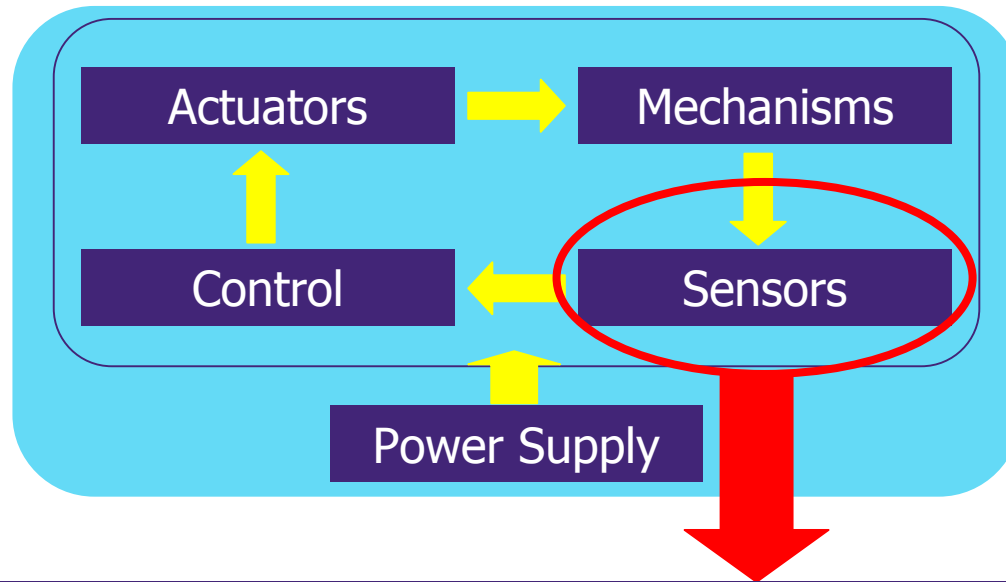 Actuators
Mechanisms
Control
Sensors
Power Supply